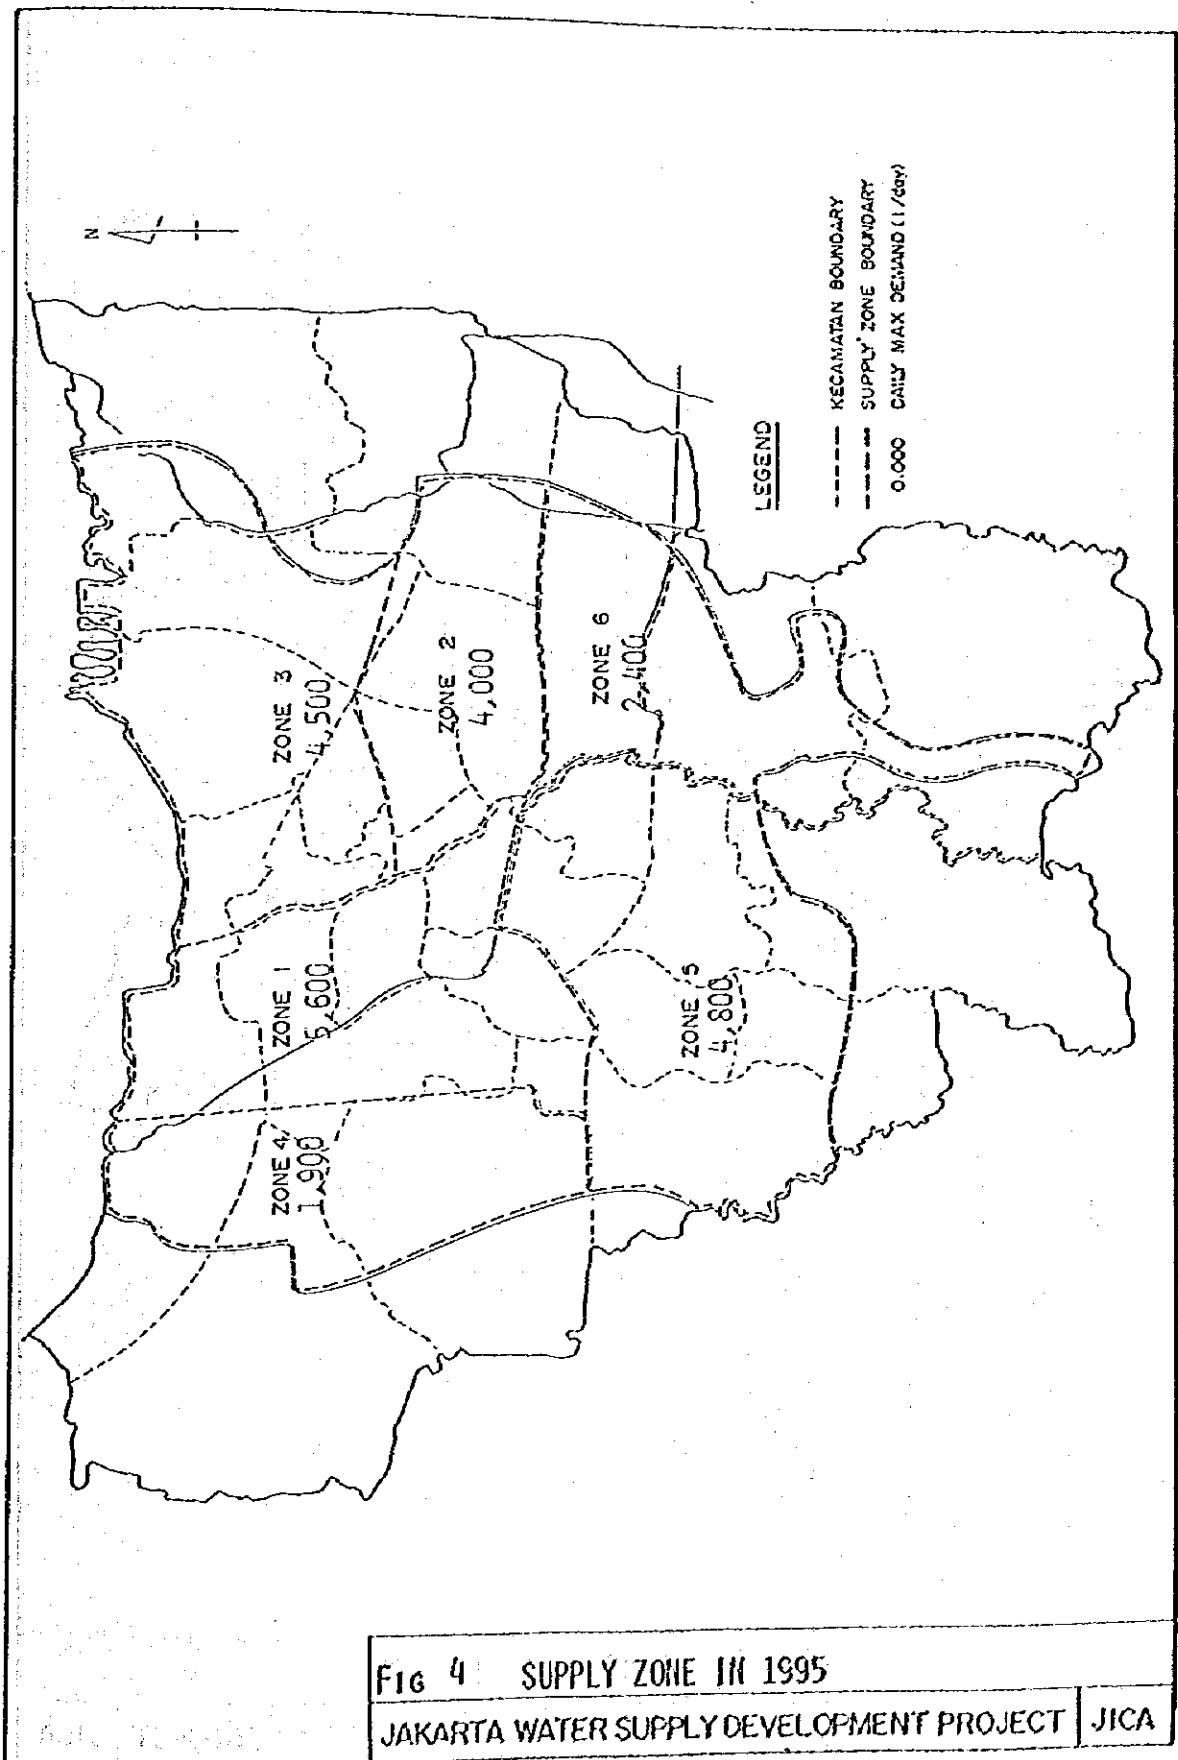 N
ZONE 3
4,500
ZONE 2
4,000
ZONE 6
2,400
ZONE 1
5,600
ZONE 4
1,900
ZONE 5
4,800
LEGEND
KECAMATAN BOUNDARY
SUPPLY ZONE BOUNDARY
0.000 DAILY MAX DEMAND (l/day)
FIG 4 SUPPLY ZONE IN 1995
JAKARTA WATER SUPPLY DEVELOPMENT PROJECT JICA